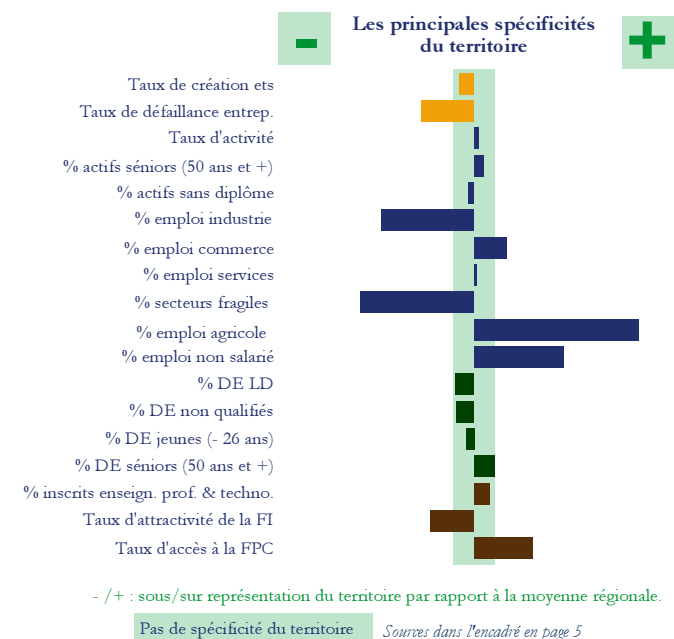 -
Les principales spécificités
du territoire
+
Taux de création ets
Taux de défaillance entrep.
Taux d'activité
% actifs séniors (50 ans et +)
% actifs sans diplôme
% emploi industrie
% emploi commerce
% emploi services
% secteurs fragiles
% emploi agricole
% emploi non salarié
% DE LD
% DE non qualifiés
% DE jeunes (- 26 ans)
% DE séniors (50 ans et +)
% inscrits enseign. prof. & techno.
Taux d'attractivité de la FI
Taux d'accès à la FPC
- /+ : sous/sur représentation du territoire par rapport à la moyenne régionale.
Pas de spécificité du territoire Sources dans l'encadré en page 5